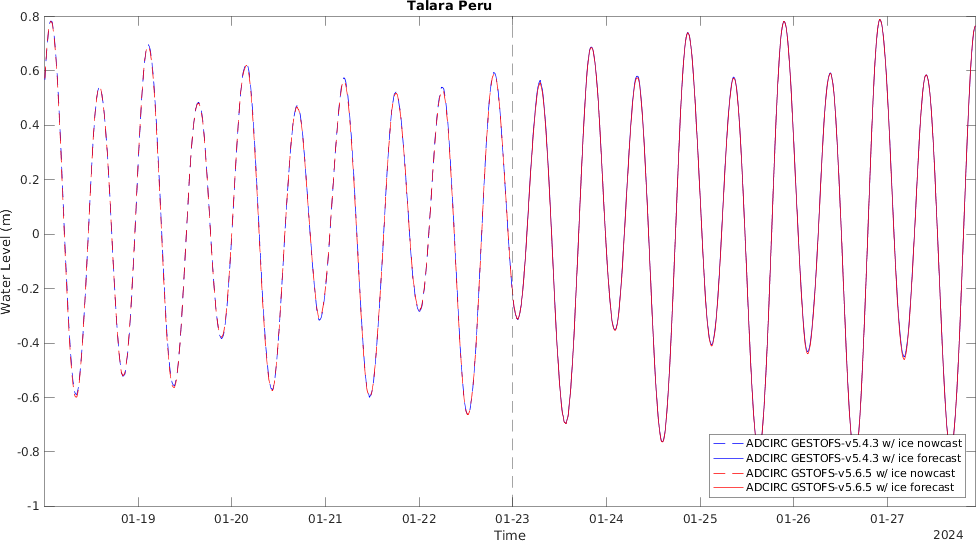 Talara Peru
0.8
0.6
0.4
0.2
0
-0.2
-0.4
-0.6
-0.8
-1
Water Level (m)
ADCIRC GESTOFS-v5.4.3 w/ ice nowcast
ADCIRC GESTOFS-v5.4.3 w/ ice forecast
ADCIRC GSTOFS-v5.6.5 w/ ice nowcast
ADCIRC GSTOFS-v5.6.5 w/ ice forecast
01-19 01-20 01-21 01-22 01-23 01-24 01-25 01-26 01-27
Time
2024